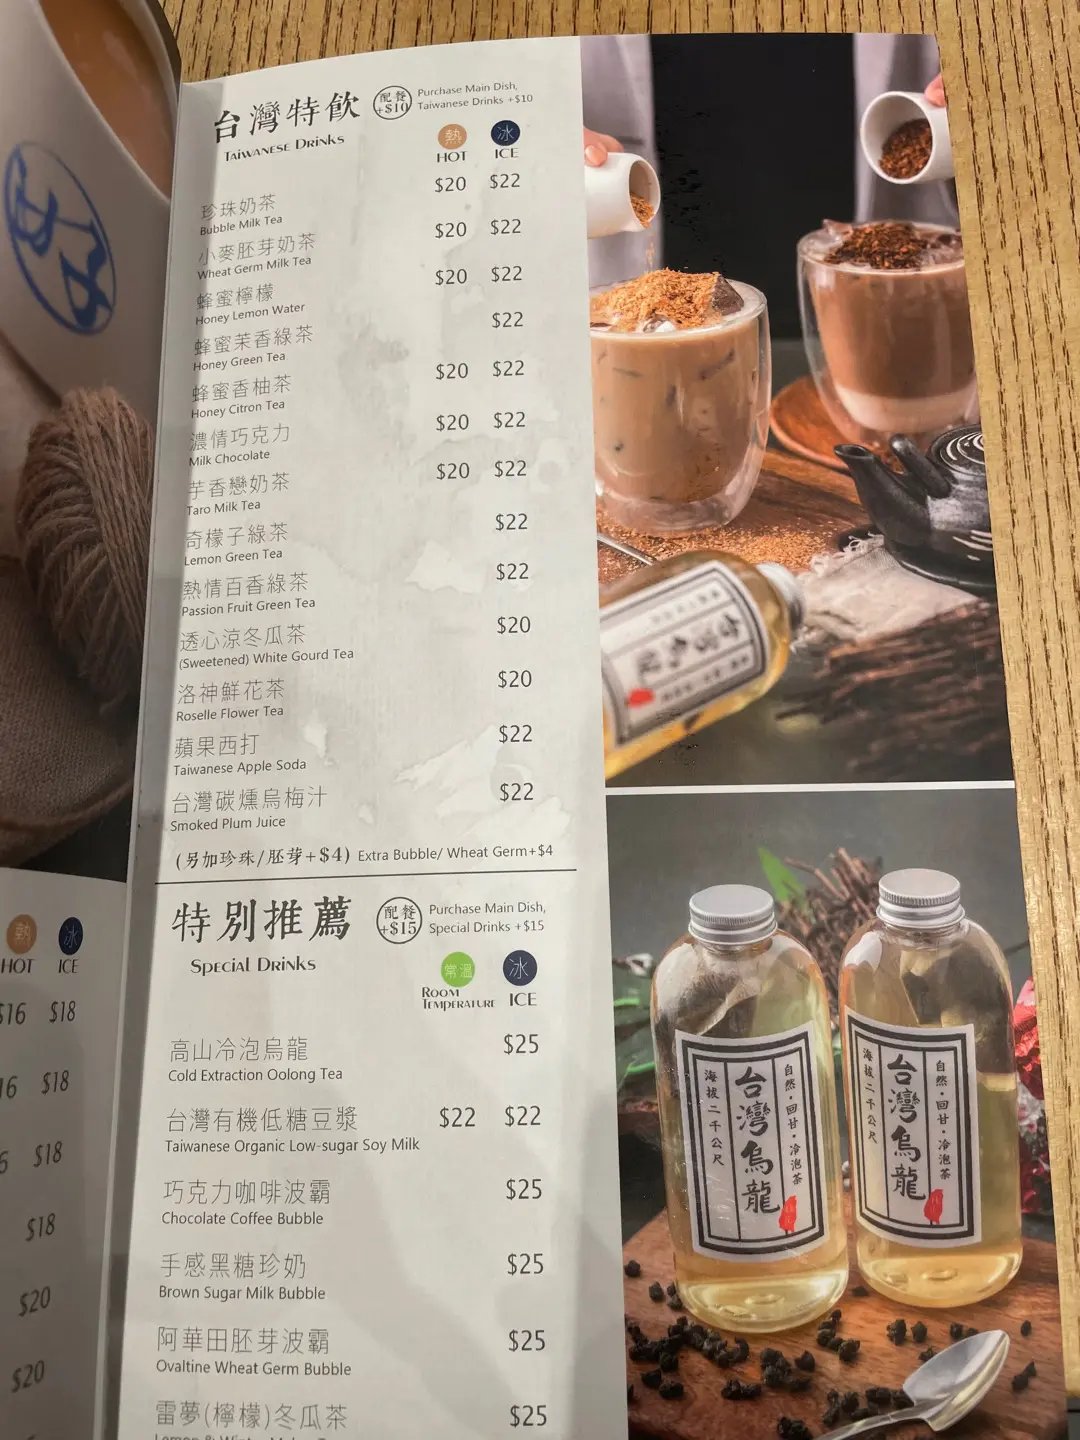 台灣特飲
配餐
+$10
Purchase Main Dish,
Taiwanese Drinks +$10
TAIWANESE DRINKS
熱 冰
HOT ICE
珍珠奶茶 $20 $22
Bubble Milk Tea
小麥胚芽奶茶 $20 $22
Wheat Germ Milk Tea
蜂蜜檸檬 $20 $22
Honey Lemon Water
蜂蜜茉香綠茶 $22
Honey Green Tea
蜂蜜香柚茶 $20 $22
Honey Citron Tea
濃情巧克力 $20 $22
Milk Chocolate
芋香戀奶茶 $20 $22
Taro Milk Tea
奇檬子綠茶 $22
Lemon Green Tea
熱情百香綠茶 $22
Passion Fruit Green Tea
透心涼冬瓜茶 $20
(Sweetened) White Gourd Tea
洛神鮮花茶 $20
Roselle Flower Tea
蘋果西打 $22
Taiwanese Apple Soda
台灣碳燻烏梅汁 $22
Smoked Plum Juice
(另加珍珠/胚芽+$4) Extra Bubble/ Wheat Germ+$4
特別推薦
配餐
+$15
Purchase Main Dish,
Special Drinks +$15
SPECIAL DRINKS
常溫 冰
ROOM TEMPERATURE ICE
高山冷泡烏龍 $25
Cold Extraction Oolong Tea
台灣有機低糖豆漿 $22 $22
Taiwanese Organic Low-sugar Soy Milk
巧克力咖啡波霸 $25
Chocolate Coffee Bubble
手感黑糖珍奶 $25
Brown Sugar Milk Bubble
阿華田胚芽波霸 $25
Ovaltine Wheat Germ Bubble
雷夢(檸檬)冬瓜茶 $25
熱 冰
HOT ICE
$16 $18
$18
$18
$18
$20
$20
好
台灣烏龍
自然·回甘·冷泡茶
台灣烏龍
海拔二千公尺
自然·回甘·冷泡茶
台灣烏龍
海拔二千公尺